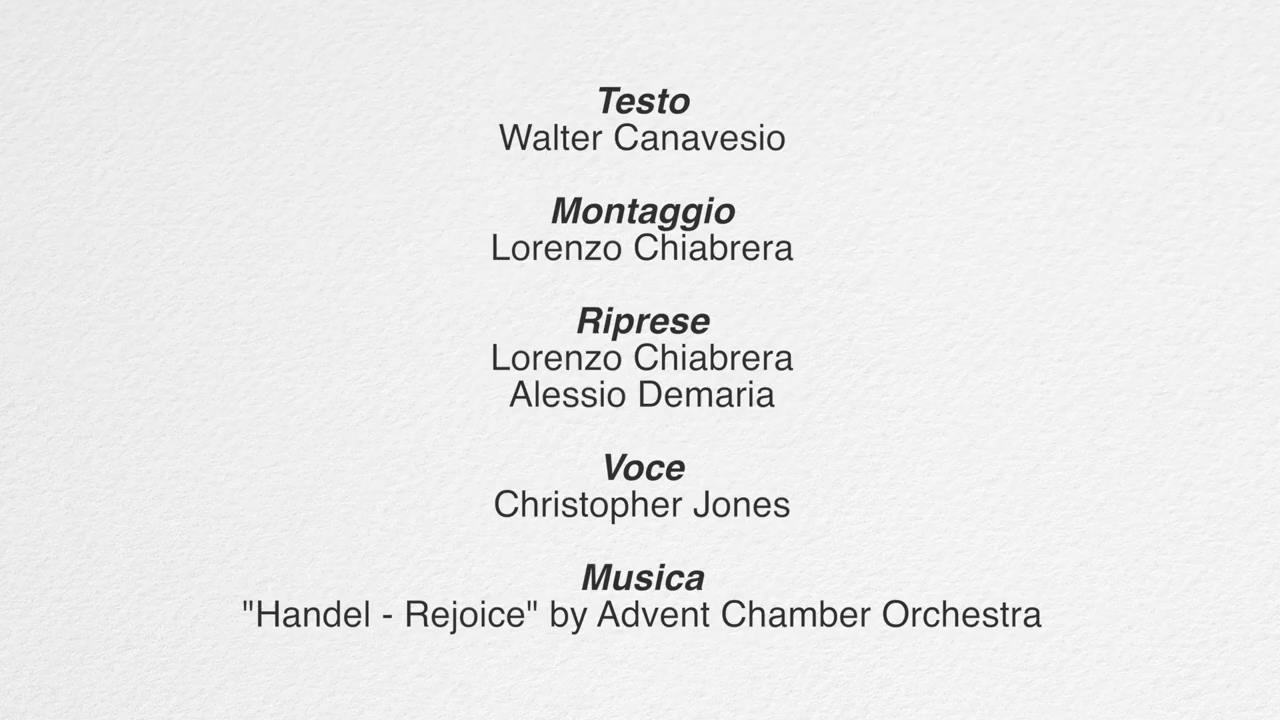 Testo
Walter Canavesio
Montaggio
Lorenzo Chiabrera
Riprese
Lorenzo Chiabrera
Alessio Demaria
Voce
Christopher Jones
Musica
"Handel - Rejoice" by Advent Chamber Orchestra